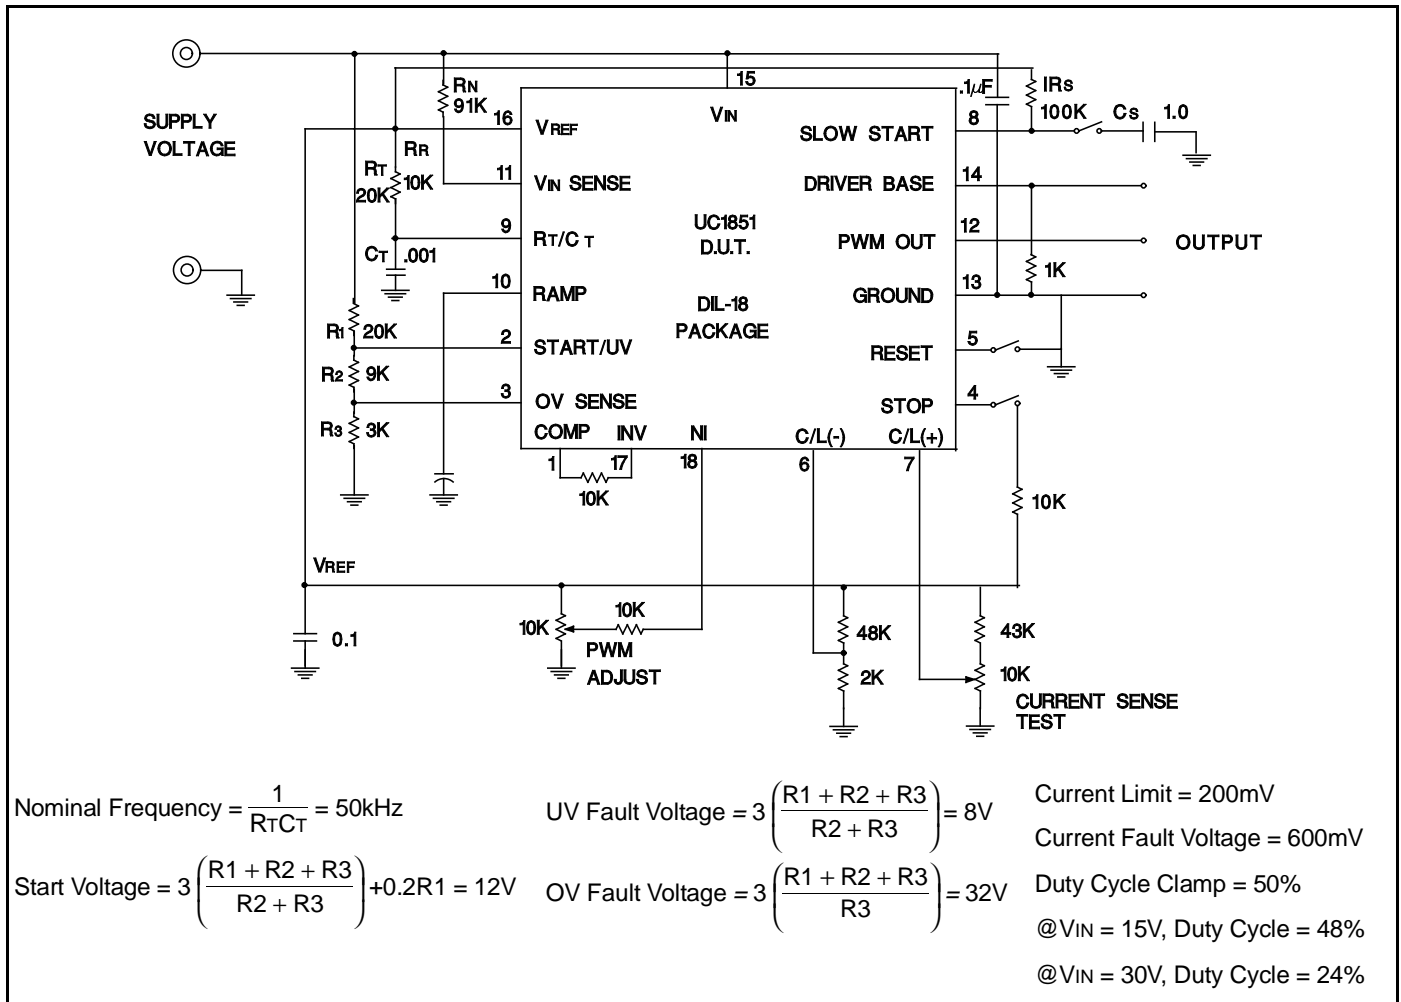 SUPPLY
VOLTAGE
RN
91K
16
VREF
RR
RT
10K
20K
11
VIN SENSE
9
RT/CT
CT .001
10
RAMP
R1 20K
2
START/UV
R2 9K
3
OV SENSE
R3 3K
COMP INV NI C/L(-) C/L(+)
1 17 18 6 7
10K
15
VIN
UC1851
D.U.T.
DIL-18
PACKAGE
.1µF
IRs
100K
Cs 1.0
8
SLOW START
14
DRIVER BASE
12
PWM OUT
OUTPUT
1K
13
GROUND
5
RESET
4
STOP
10K
VREF
0.1
10K
10K
PWM
ADJUST
48K
2K
43K
10K
CURRENT SENSE
TEST
Nominal Frequency = 1 / RTCT = 50kHz
Start Voltage = 3 (R1 + R2 + R3 / R2 + R3) +0.2R1 = 12V
UV Fault Voltage = 3 (R1 + R2 + R3 / R2 + R3) = 8V
OV Fault Voltage = 3 (R1 + R2 + R3 / R3) = 32V
Current Limit = 200mV
Current Fault Voltage = 600mV
Duty Cycle Clamp = 50%
@VIN = 15V, Duty Cycle = 48%
@VIN = 30V, Duty Cycle = 24%